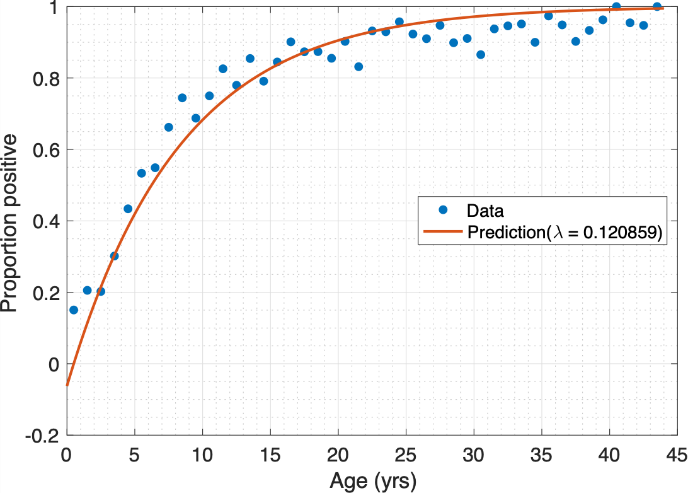 Proportion positive
1
0.8
0.6
0.4
0.2
0
-0.2
0 5 10 15 20 25 30 35 40 45
Age (yrs)
Data
Prediction(λ = 0.120859)